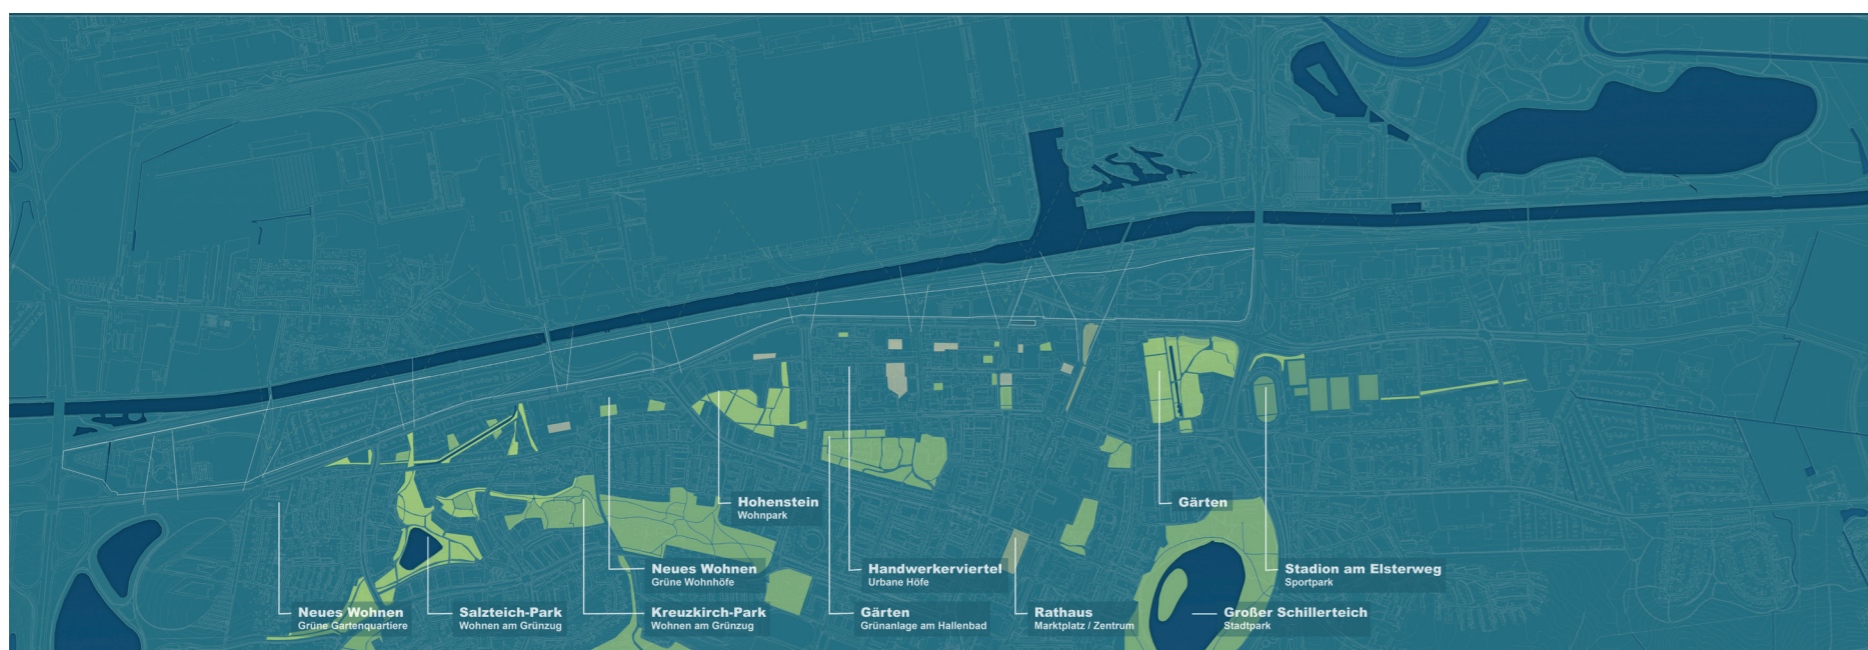 Hohenstein
Wohnpark
Gärten
Neues Wohnen
Grüne Wohnhöfe
Handwerkerviertel
Urbane Höfe
Stadion am Elsterweg
Sportpark
Neues Wohnen
Grüne Gartenquartiere
Salzteich-Park
Wohnen am Grünzug
Kreuzkirch-Park
Wohnen am Grünzug
Gärten
Grünanlage am Hallenbad
Rathaus
Marktplatz / Zentrum
Großer Schillerteich
Stadtpark